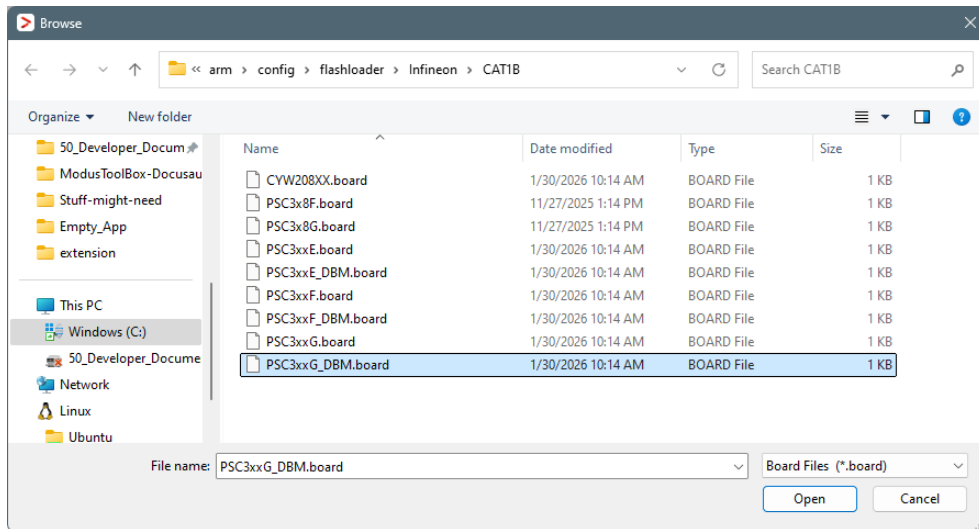 Browse
« arm › config › flashloader › Infineon › CAT1B
Search CAT1B
Organize
New folder
50_Developer_Docum
ModusToolBox-Docusau
Stuff-might-need
Empty_App
extension
This PC
Windows (C:)
50_Developer_Docume
Network
Linux
Ubuntu
Name Date modified Type Size
CYW208XX.board 1/30/2026 10:14 AM BOARD File 1 KB
PSC3x8F.board 11/27/2025 1:14 PM BOARD File 1 KB
PSC3x8G.board 11/27/2025 1:14 PM BOARD File 1 KB
PSC3xxE.board 1/30/2026 10:14 AM BOARD File 1 KB
PSC3xxE_DBM.board 1/30/2026 10:14 AM BOARD File 1 KB
PSC3xxF.board 1/30/2026 10:14 AM BOARD File 1 KB
PSC3xxF_DBM.board 1/30/2026 10:14 AM BOARD File 1 KB
PSC3xxG.board 1/30/2026 10:14 AM BOARD File 1 KB
PSC3xxG_DBM.board 1/30/2026 10:14 AM BOARD File 1 KB
File name: PSC3xxG_DBM.board
Board Files (*.board)
Open
Cancel